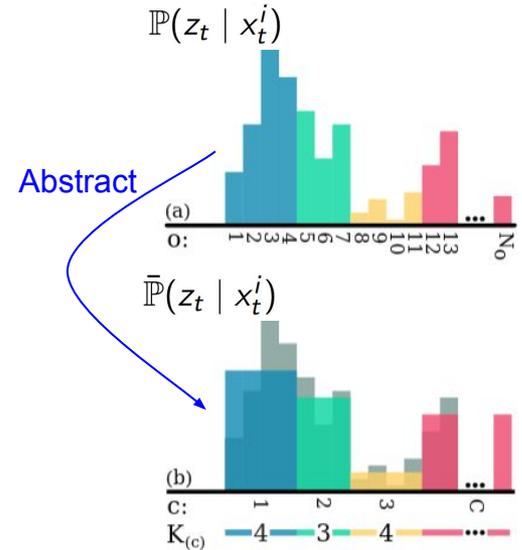 ℙ(z_t | x_t^i)
Abstract
(a)
o: 1 2 3 4 5 6 7 8 9 10 11 12 13 ... N_o
ℙ̄(z_t | x_t^i)
(b)
c: 1 2 3 ... C
K_(c) 4 3 4 ...